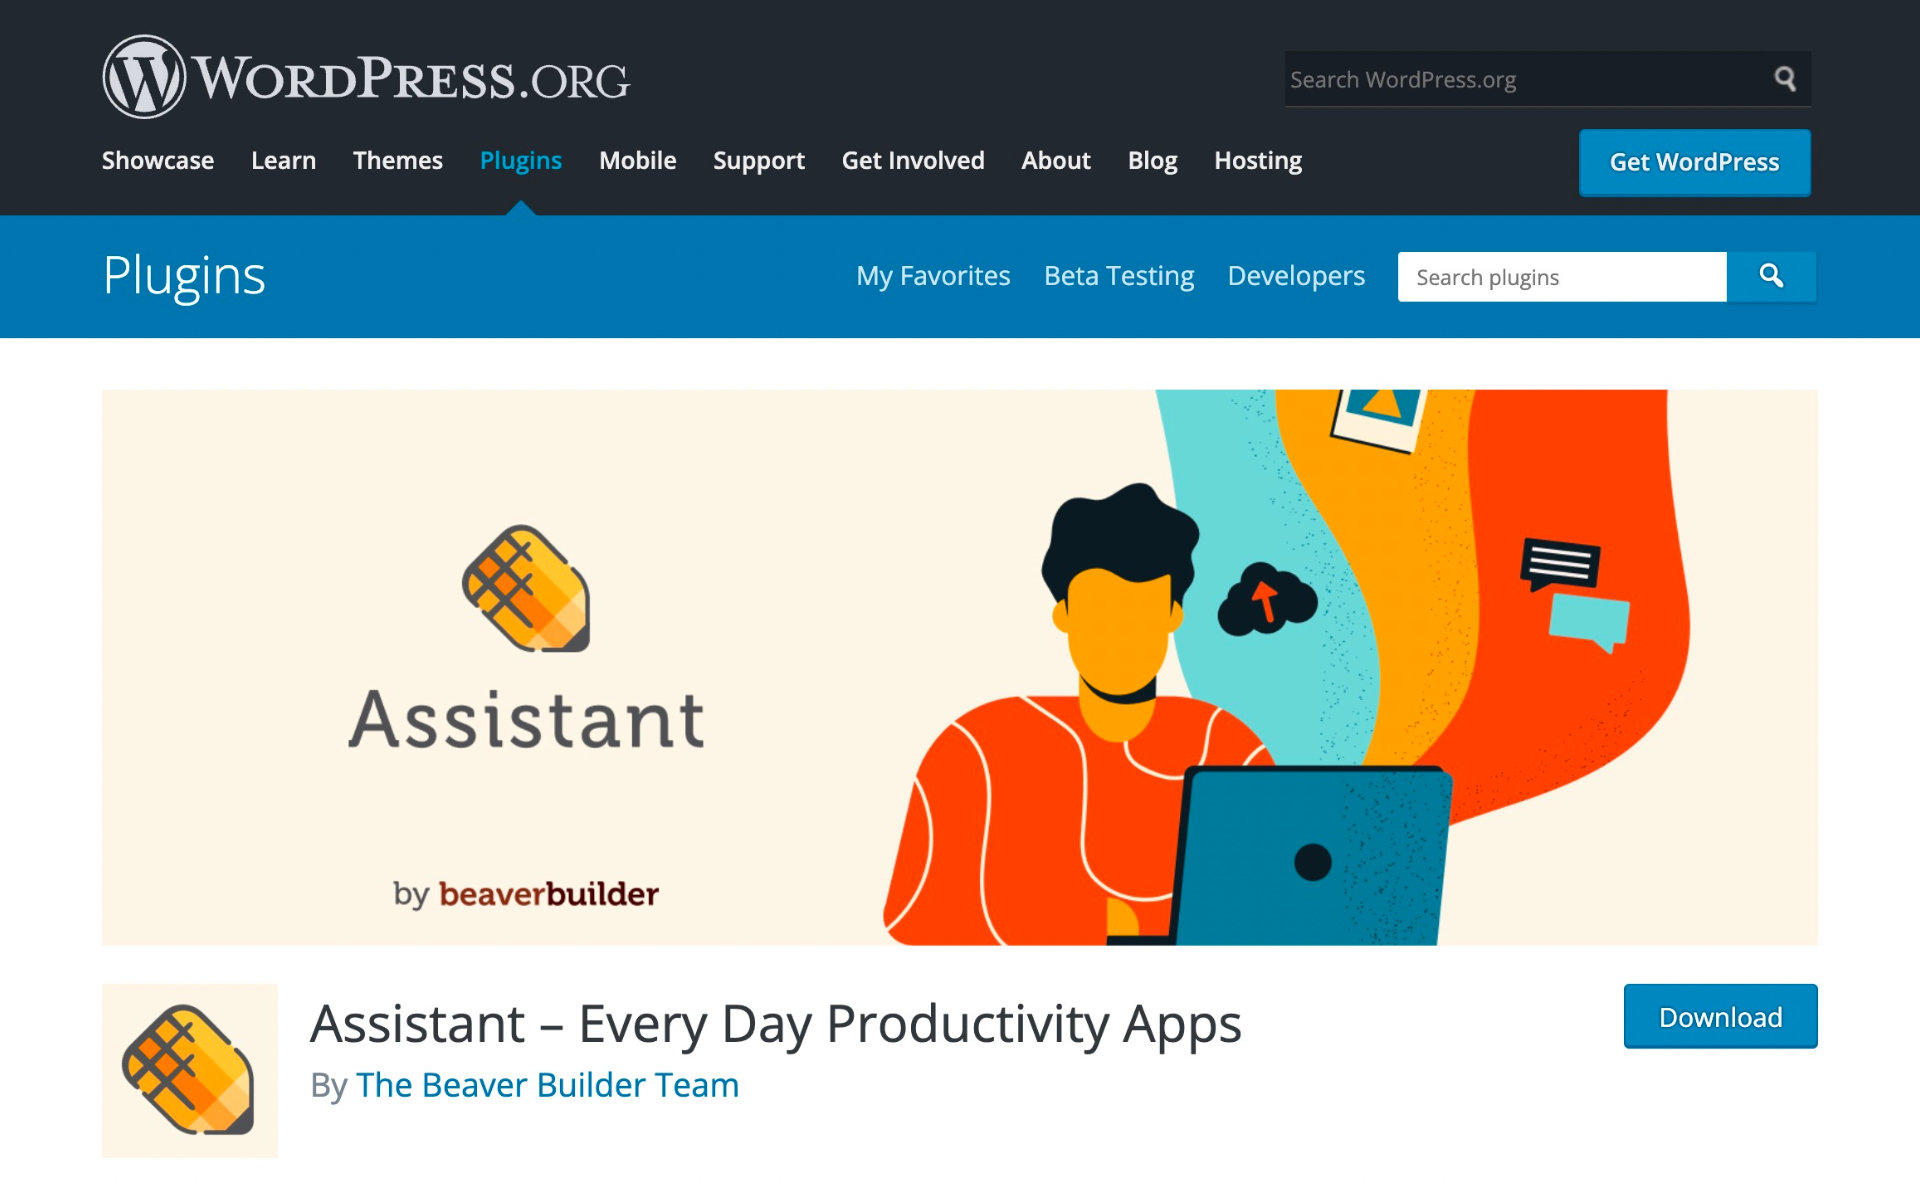 WORDPRESS.ORG
Search WordPress.org
Showcase Learn Themes Plugins Mobile Support Get Involved About Blog Hosting
Get WordPress
Plugins
My Favorites Beta Testing Developers Search plugins
Assistant
by beaverbuilder
Assistant – Every Day Productivity Apps
Download
By The Beaver Builder Team